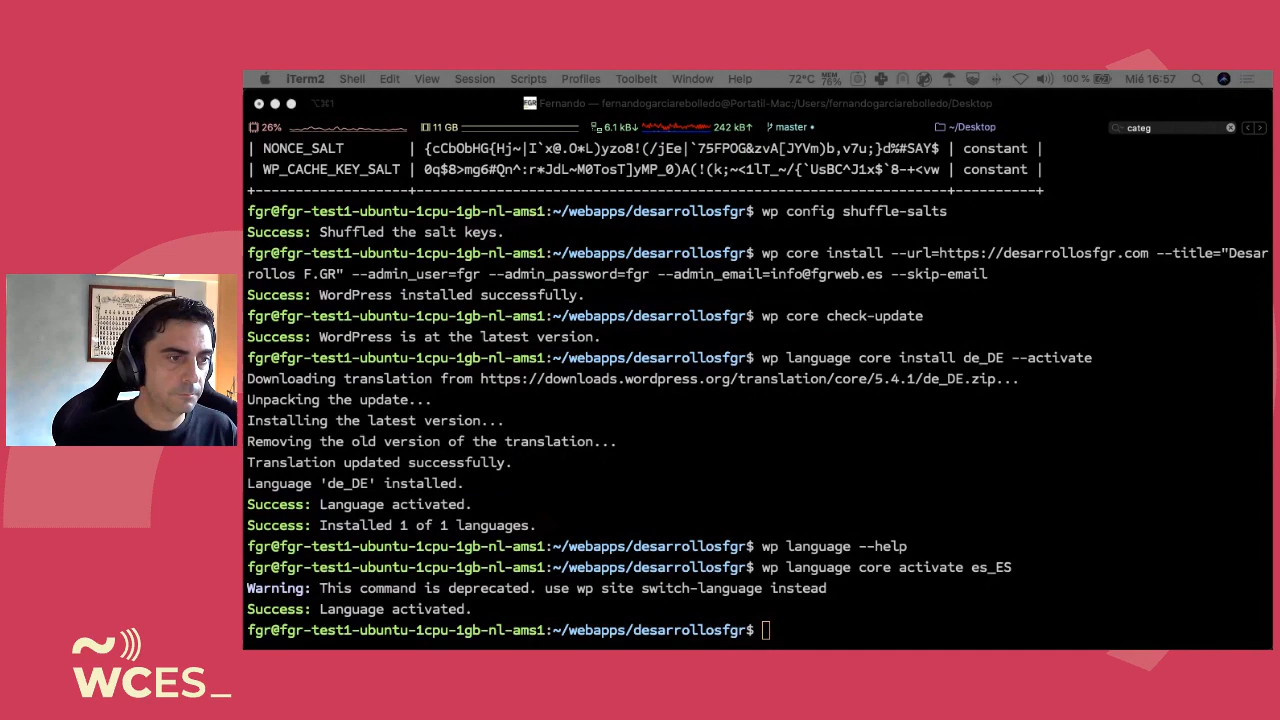 iTerm2 Shell Edit View Session Scripts Profiles Toolbelt Window Help 72°C MEM 76% 100 % Mié 16:57
⌥⌘1 FGR Fernando — fernandogarciarebolledo@Portatil-Mac:/Users/fernandogarciarebolledo/Desktop
26% 11 GB 6.1 kB↓ 242 kB↑ master • ~/Desktop categ
| NONCE_SALT | {cCbObHG{Hj~|I`x@.O*L)yzo8!(/jEe|`75FPOG&zvA[JYVm)b,v7u;}d%#SAY$ | constant |
| WP_CACHE_KEY_SALT | 0q$8>mg6#Qn^:r*JdL~M0TosT]yMP_0)A(!(k;~<1lT_~/{`UsBC^J1x$`8-+<vw | constant |
+-------------------+------------------------------------------------------------------+----------+
fgr@fgr-test1-ubuntu-1cpu-1gb-nl-ams1:~/webapps/desarrollosfgr$ wp config shuffle-salts
Success: Shuffled the salt keys.
fgr@fgr-test1-ubuntu-1cpu-1gb-nl-ams1:~/webapps/desarrollosfgr$ wp core install --url=https://desarrollosfgr.com --title="Desar
rollos F.GR" --admin_user=fgr --admin_password=fgr --admin_email=info@fgrweb.es --skip-email
Success: WordPress installed successfully.
fgr@fgr-test1-ubuntu-1cpu-1gb-nl-ams1:~/webapps/desarrollosfgr$ wp core check-update
Success: WordPress is at the latest version.
fgr@fgr-test1-ubuntu-1cpu-1gb-nl-ams1:~/webapps/desarrollosfgr$ wp language core install de_DE --activate
Downloading translation from https://downloads.wordpress.org/translation/core/5.4.1/de_DE.zip...
Unpacking the update...
Installing the latest version...
Removing the old version of the translation...
Translation updated successfully.
Language 'de_DE' installed.
Success: Language activated.
Success: Installed 1 of 1 languages.
fgr@fgr-test1-ubuntu-1cpu-1gb-nl-ams1:~/webapps/desarrollosfgr$ wp language --help
fgr@fgr-test1-ubuntu-1cpu-1gb-nl-ams1:~/webapps/desarrollosfgr$ wp language core activate es_ES
Warning: This command is deprecated. use wp site switch-language instead
Success: Language activated.
fgr@fgr-test1-ubuntu-1cpu-1gb-nl-ams1:~/webapps/desarrollosfgr$
WCES_